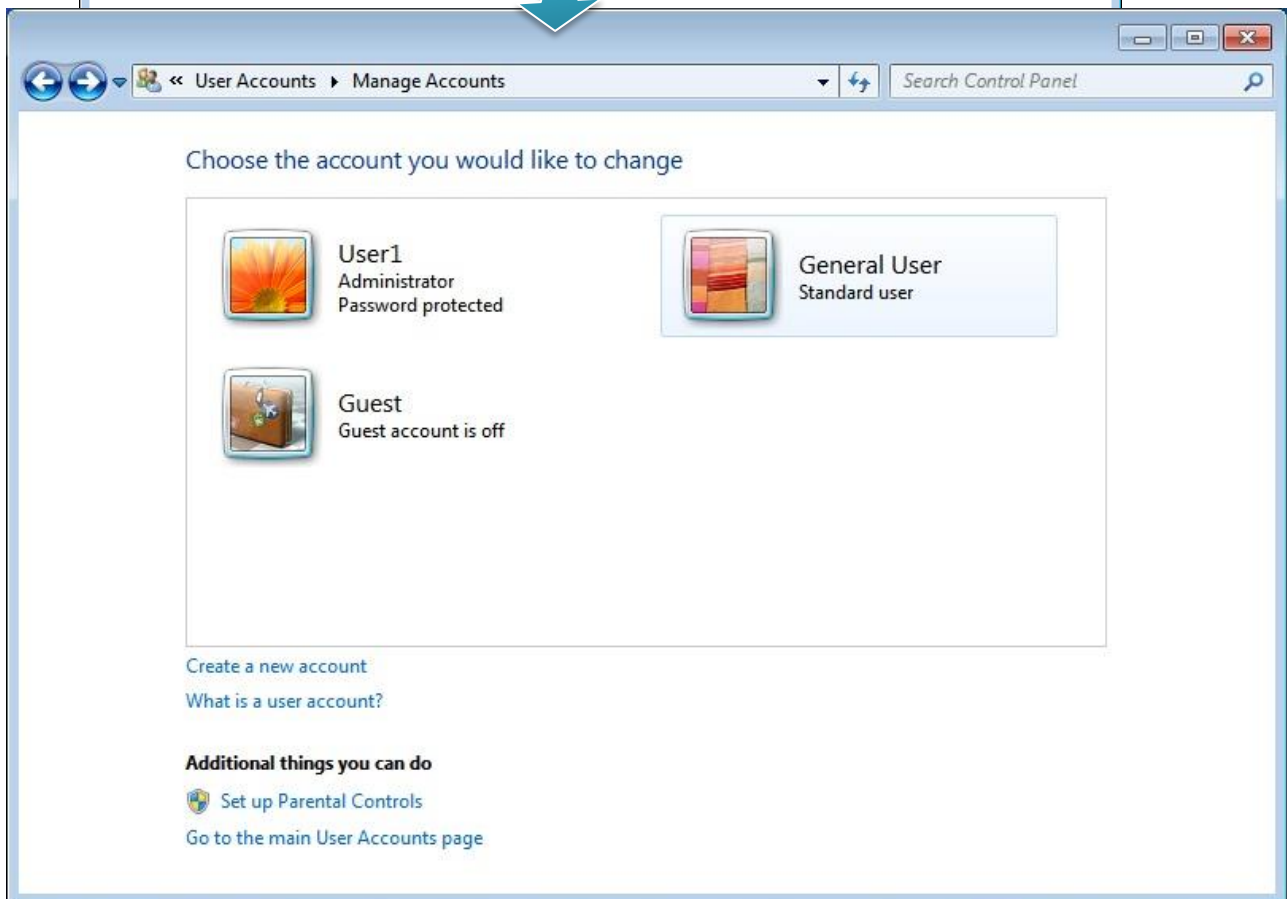 « User Accounts ▸ Manage Accounts
Search Control Panel
Choose the account you would like to change
User1
Administrator
Password protected
General User
Standard user
Guest
Guest account is off
Create a new account
What is a user account?
Additional things you can do
Set up Parental Controls
Go to the main User Accounts page